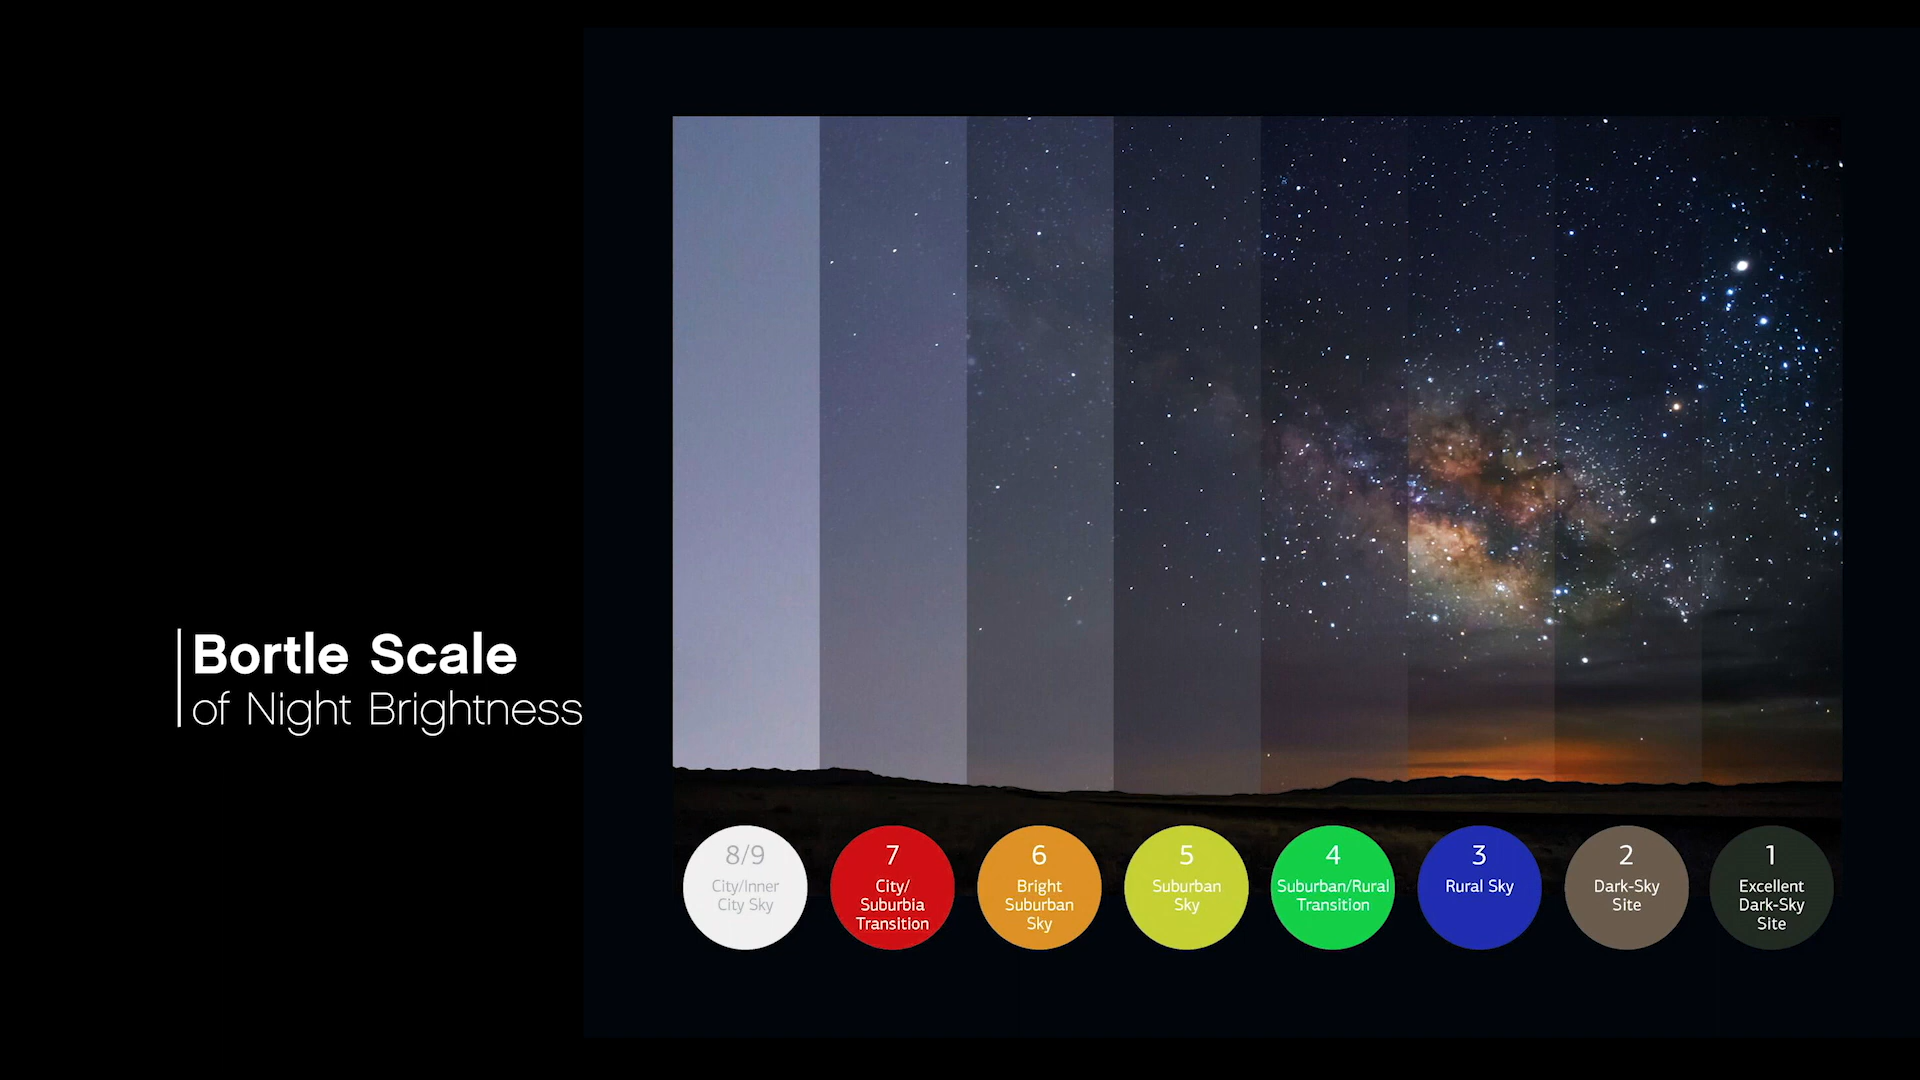 Bortle Scale
of Night Brightness
8/9
City/Inner
City Sky
7
City/
Suburbia
Transition
6
Bright
Suburban
Sky
5
Suburban
Sky
4
Suburban/Rural
Transition
3
Rural Sky
2
Dark-Sky
Site
1
Excellent
Dark-Sky
Site